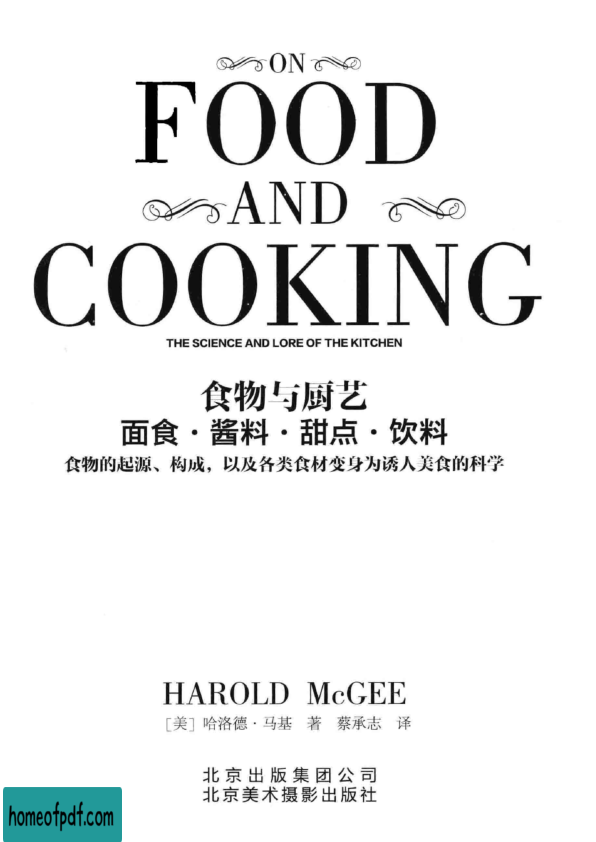 ON
FOOD
AND
COOKING
THE SCIENCE AND LORE OF THE KITCHEN
食物与厨艺
面食·酱料·甜点·饮料
食物的起源、构成，以及各类食材变身为诱人美食的科学
HAROLD McGEE
［美］哈洛德·马基 著 蔡承志 译
北京出版集团公司
北京美术摄影出版社
homeofpdf.com